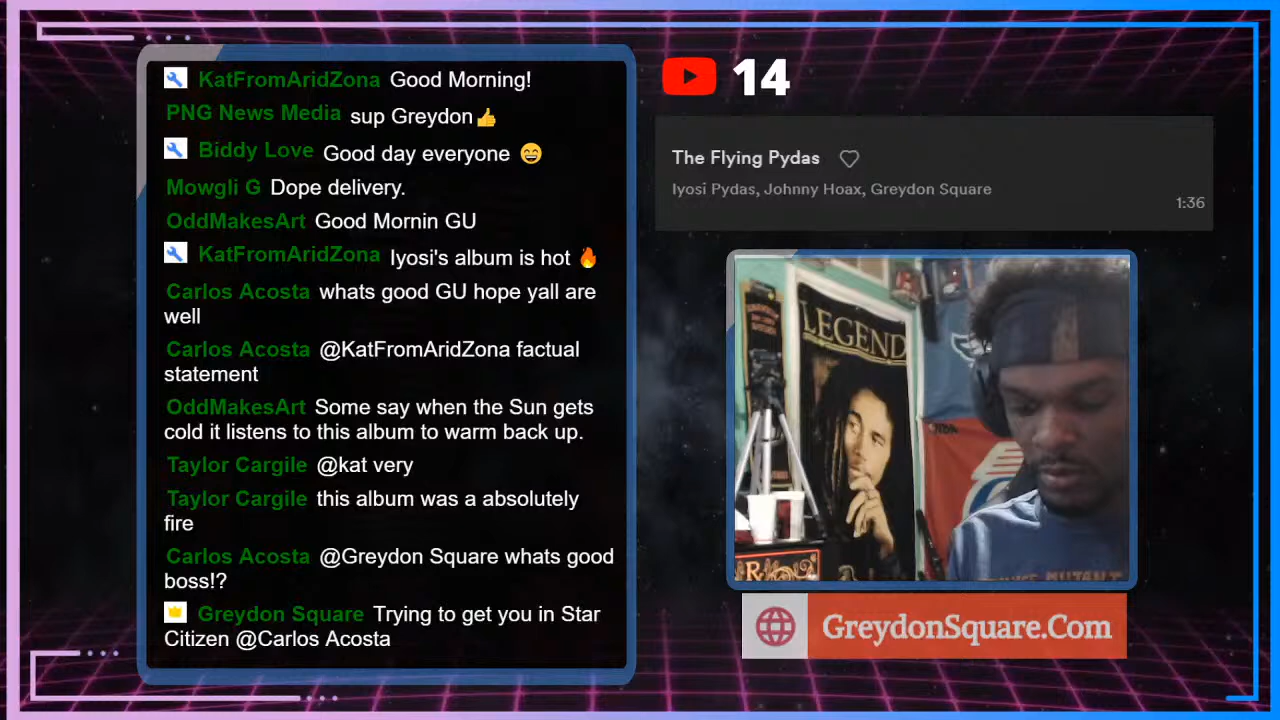 KatFromAridZona Good Morning!
PNG News Media sup Greydon👍
Biddy Love Good day everyone 😄
Mowgli G Dope delivery.
OddMakesArt Good Mornin GU
KatFromAridZona Iyosi's album is hot 🔥
Carlos Acosta whats good GU hope yall are
well
Carlos Acosta @KatFromAridZona factual
statement
OddMakesArt Some say when the Sun gets
cold it listens to this album to warm back up.
Taylor Cargile @kat very
Taylor Cargile this album was a absolutely
fire
Carlos Acosta @Greydon Square whats good
boss!?
Greydon Square Trying to get you in Star
Citizen @Carlos Acosta
14
The Flying Pydas
Iyosi Pydas, Johnny Hoax, Greydon Square
1:36
LEGEND
GreydonSquare.Com